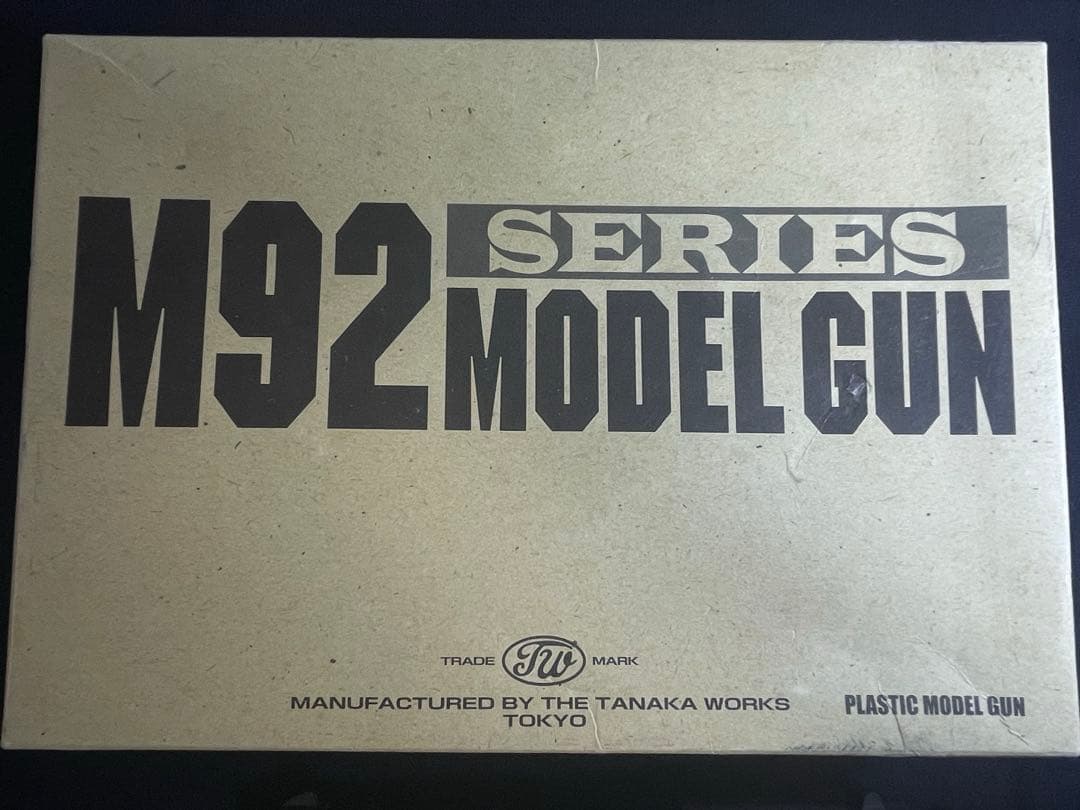 M92 SERIES
MODEL GUN
TRADE TW MARK
MANUFACTURED BY THE TANAKA WORKS
TOKYO
PLASTIC MODEL GUN